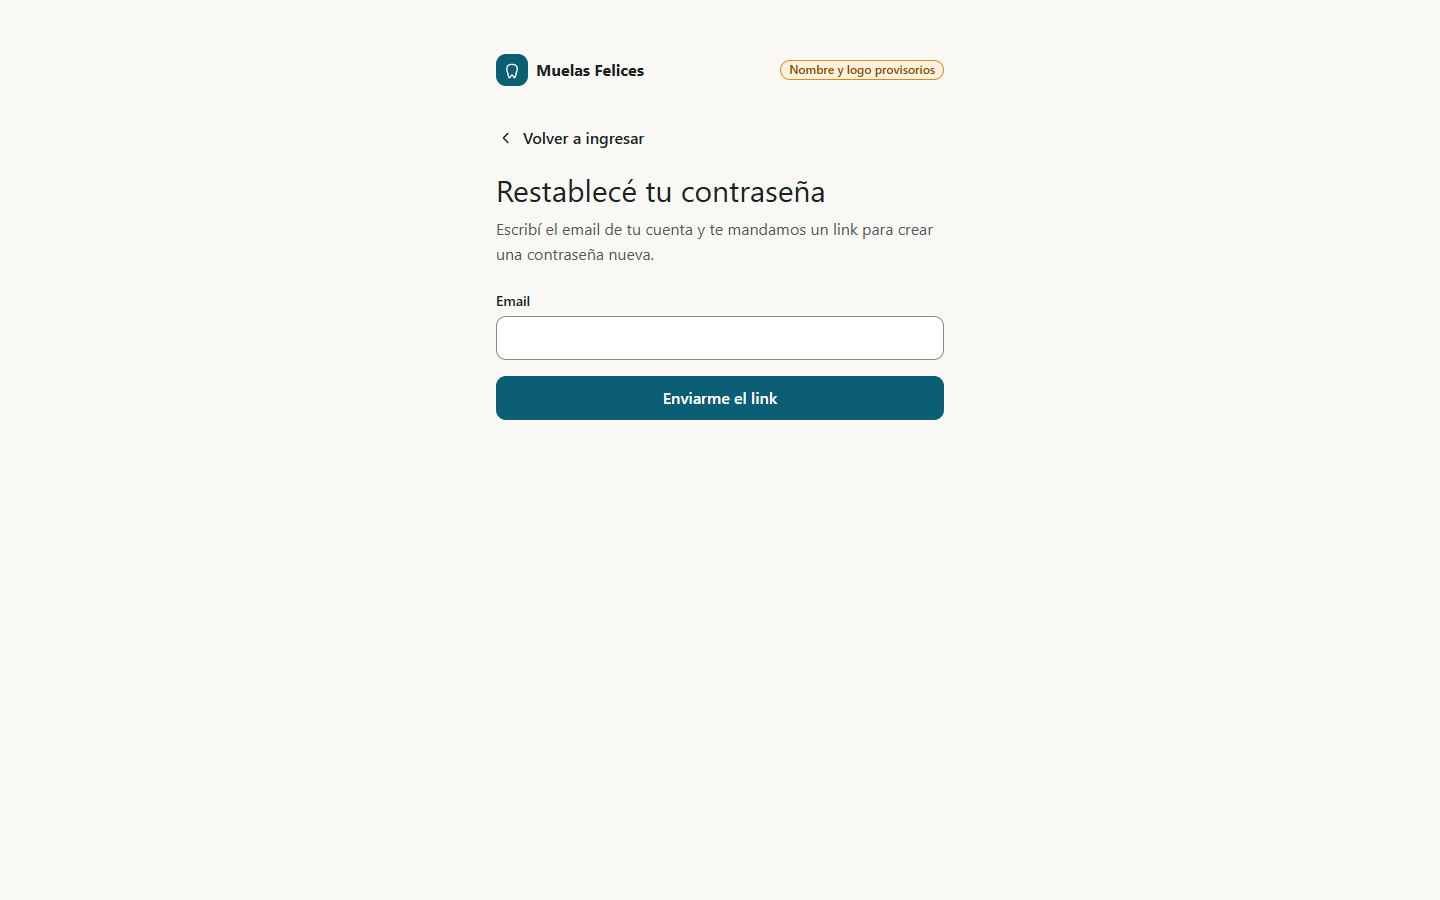 Muelas Felices
Nombre y logo provisorios
Volver a ingresar
Restablecé tu contraseña
Escribí el email de tu cuenta y te mandamos un link para crear
una contraseña nueva.
Email
Enviarme el link